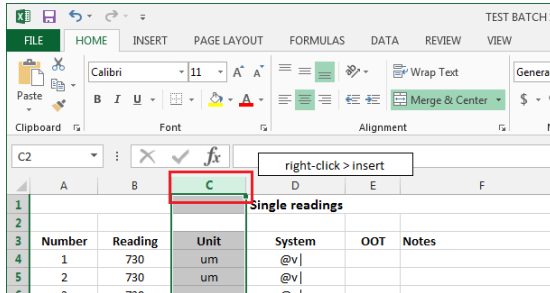 TEST BATCH
FILE HOME INSERT PAGE LAYOUT FORMULAS DATA REVIEW VIEW
Calibri 11 A A Wrap Text Genera
Paste B I U A Merge & Center $
Clipboard Font Alignment
C2 fx right-click > insert
A B C D E F
1 Single readings
2
3 Number Reading Unit System OOT Notes
4 1 730 um @v|
5 2 730 um @v|